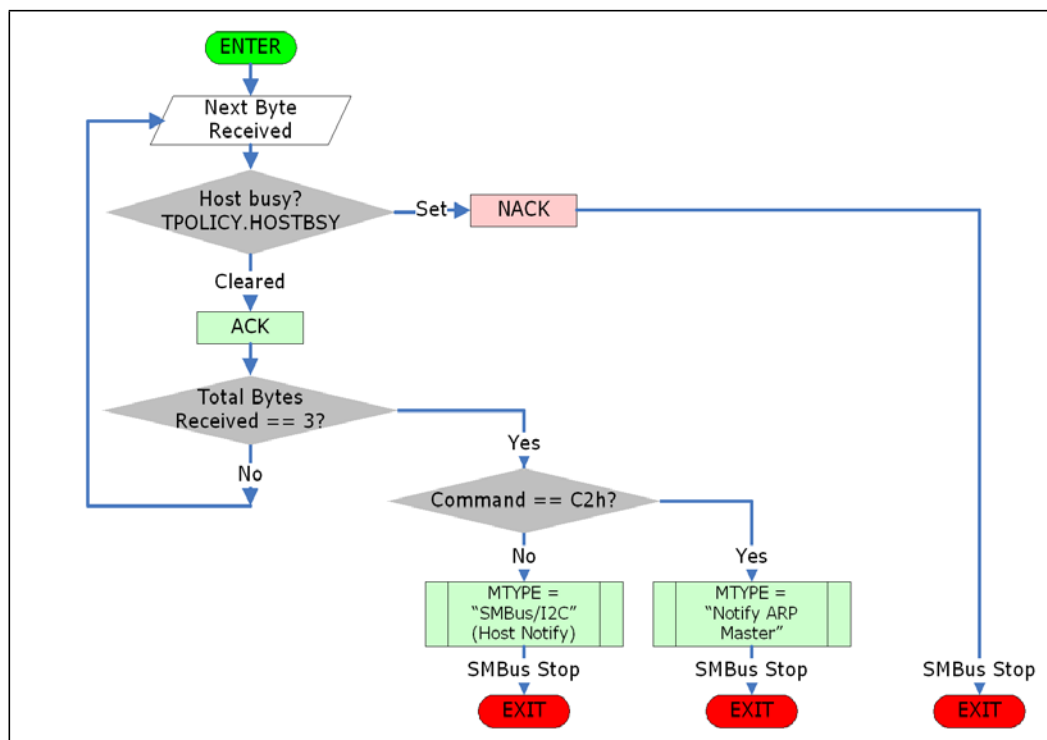 ENTER
Next Byte
Received
Host busy?
TPOLICY.HOSTBSY
Set
NACK
Cleared
ACK
Total Bytes
Received == 3?
Yes
No
Command == C2h?
No
Yes
MTYPE =
“SMBus/I2C”
(Host Notify)
MTYPE =
“Notify ARP
Master”
SMBus Stop
SMBus Stop
SMBus Stop
EXIT
EXIT
EXIT